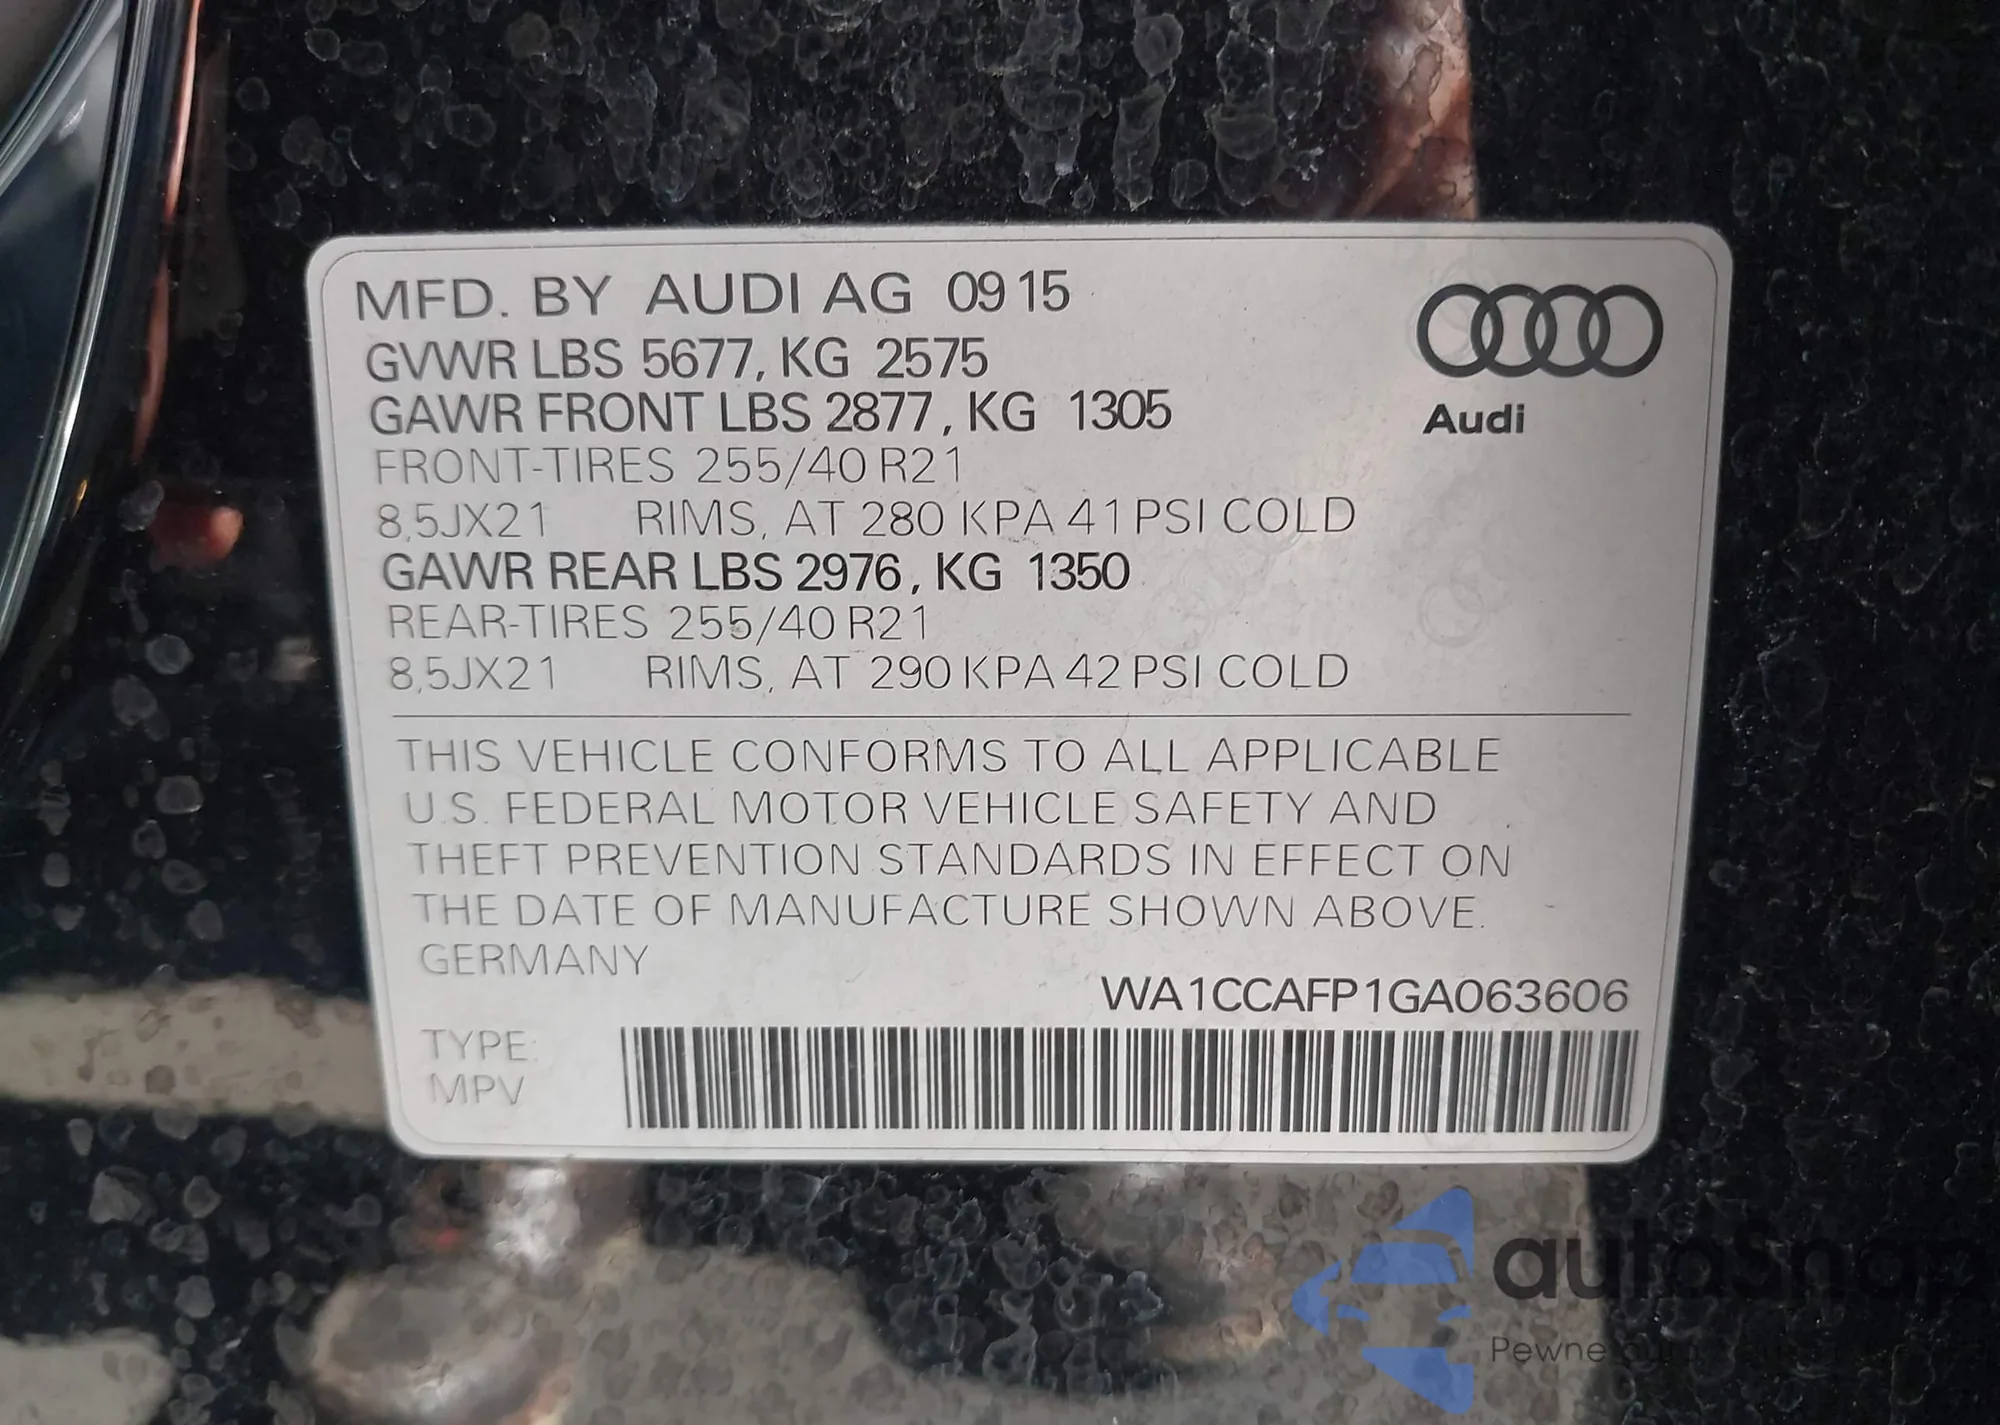 MFD. BY AUDI AG 09 15
GVWR LBS 5677, KG 2575
GAWR FRONT LBS 2877, KG 1305
FRONT-TIRES 255/40 R21
8,5JX21 RIMS, AT 280 KPA 41 PSI COLD
GAWR REAR LBS 2976, KG 1350
REAR-TIRES 255/40 R21
8,5JX21 RIMS, AT 290 KPA 42 PSI COLD
Audi
THIS VEHICLE CONFORMS TO ALL APPLICABLE
U.S. FEDERAL MOTOR VEHICLE SAFETY AND
THEFT PREVENTION STANDARDS IN EFFECT ON
THE DATE OF MANUFACTURE SHOWN ABOVE.
GERMANY
WA1CCAFP1GA063606
TYPE:
MPV
autoSnap
Pewne auta